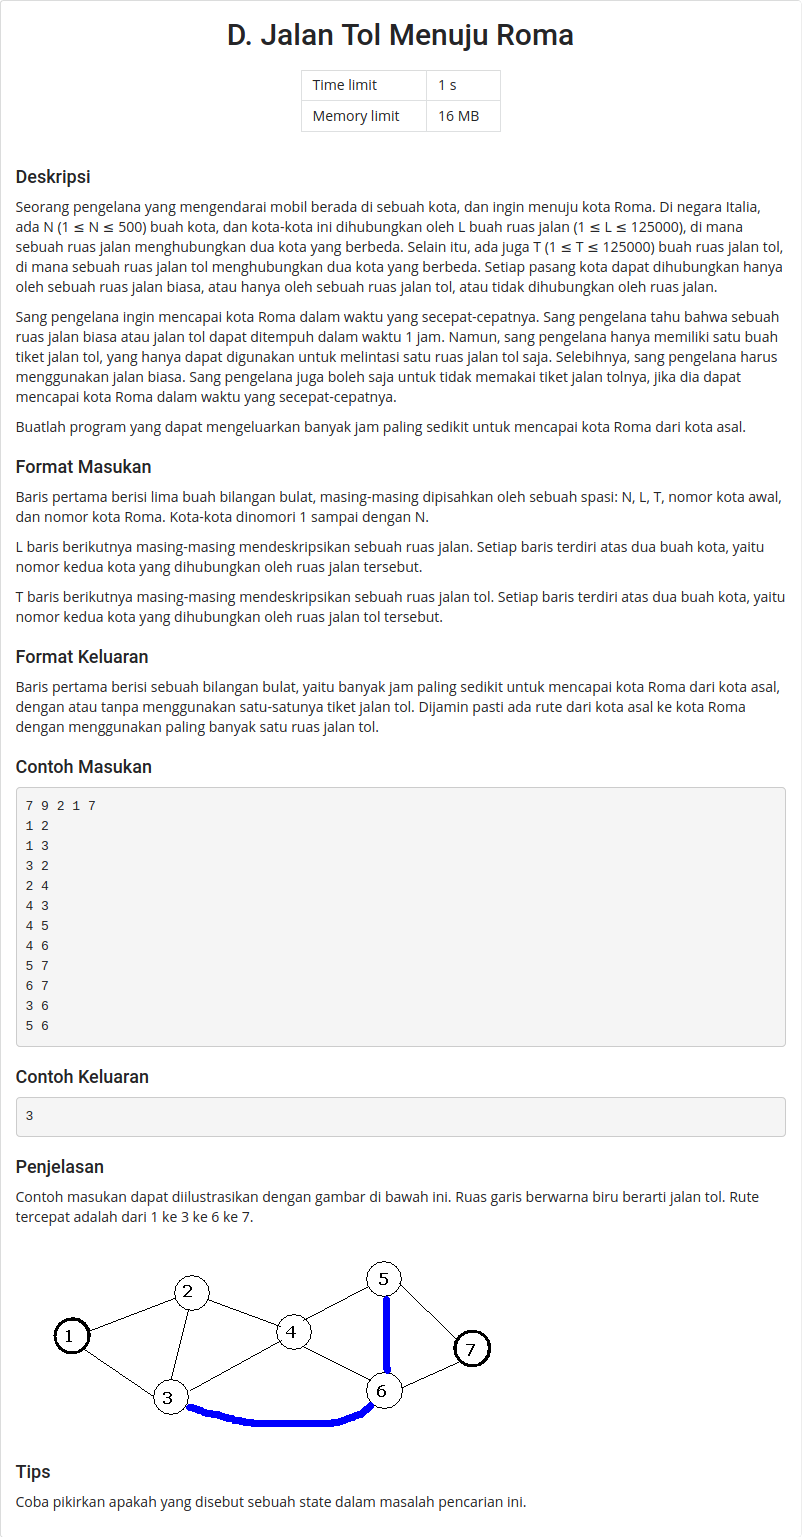 D. Jalan Tol Menuju Roma
Time limit 1 s
Memory limit 16 MB
Deskripsi
Seorang pengelana yang mengendarai mobil berada di sebuah kota, dan ingin menuju kota Roma. Di negara Italia,
ada N (1 ≤ N ≤ 500) buah kota, dan kota-kota ini dihubungkan oleh L buah ruas jalan (1 ≤ L ≤ 125000), di mana
sebuah ruas jalan menghubungkan dua kota yang berbeda. Selain itu, ada juga T (1 ≤ T ≤ 125000) buah ruas jalan tol,
di mana sebuah ruas jalan tol menghubungkan dua kota yang berbeda. Setiap pasang kota dapat dihubungkan hanya
oleh sebuah ruas jalan biasa, atau hanya oleh sebuah ruas jalan tol, atau tidak dihubungkan oleh ruas jalan.
Sang pengelana ingin mencapai kota Roma dalam waktu yang secepat-cepatnya. Sang pengelana tahu bahwa sebuah
ruas jalan biasa atau jalan tol dapat ditempuh dalam waktu 1 jam. Namun, sang pengelana hanya memiliki satu buah
tiket jalan tol, yang hanya dapat digunakan untuk melintasi satu ruas jalan tol saja. Selebihnya, sang pengelana harus
menggunakan jalan biasa. Sang pengelana juga boleh saja untuk tidak memakai tiket jalan tolnya, jika dia dapat
mencapai kota Roma dalam waktu yang secepat-cepatnya.
Buatlah program yang dapat mengeluarkan banyak jam paling sedikit untuk mencapai kota Roma dari kota asal.
Format Masukan
Baris pertama berisi lima buah bilangan bulat, masing-masing dipisahkan oleh sebuah spasi: N, L, T, nomor kota awal,
dan nomor kota Roma. Kota-kota dinomori 1 sampai dengan N.
L baris berikutnya masing-masing mendeskripsikan sebuah ruas jalan. Setiap baris terdiri atas dua buah kota, yaitu
nomor kedua kota yang dihubungkan oleh ruas jalan tersebut.
T baris berikutnya masing-masing mendeskripsikan sebuah ruas jalan tol. Setiap baris terdiri atas dua buah kota, yaitu
nomor kedua kota yang dihubungkan oleh ruas jalan tol tersebut.
Format Keluaran
Baris pertama berisi sebuah bilangan bulat, yaitu banyak jam paling sedikit untuk mencapai kota Roma dari kota asal,
dengan atau tanpa menggunakan satu-satunya tiket jalan tol. Dijamin pasti ada rute dari kota asal ke kota Roma
dengan menggunakan paling banyak satu ruas jalan tol.
Contoh Masukan
7 9 2 1 7
1 2
1 3
3 2
2 4
4 3
4 5
4 6
5 7
6 7
3 6
5 6
Contoh Keluaran
3
Penjelasan
Contoh masukan dapat diilustrasikan dengan gambar di bawah ini. Ruas garis berwarna biru berarti jalan tol. Rute
tercepat adalah dari 1 ke 3 ke 6 ke 7.
5
2
4
1
7
6
3
Tips
Coba pikirkan apakah yang disebut sebuah state dalam masalah pencarian ini.